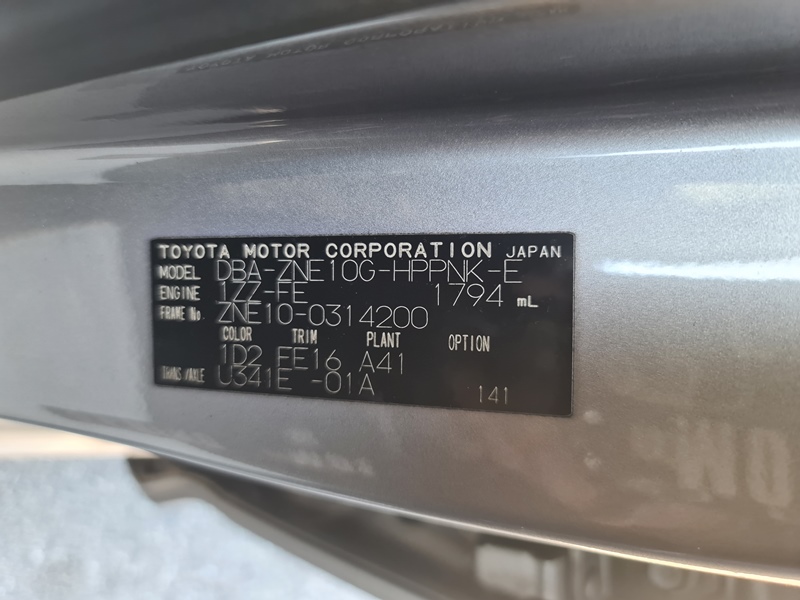 TOYOTA MOTOR CORPORATION JAPAN
MODEL DBA-ZNE10G-HPPNK-E
ENGINE 1ZZ-FE 1794 mL
FRAME No. ZNE10-0314200
COLOR TRIM PLANT OPTION
1D2 FE16 A41
TRANS/AXLE U341E -01A
141